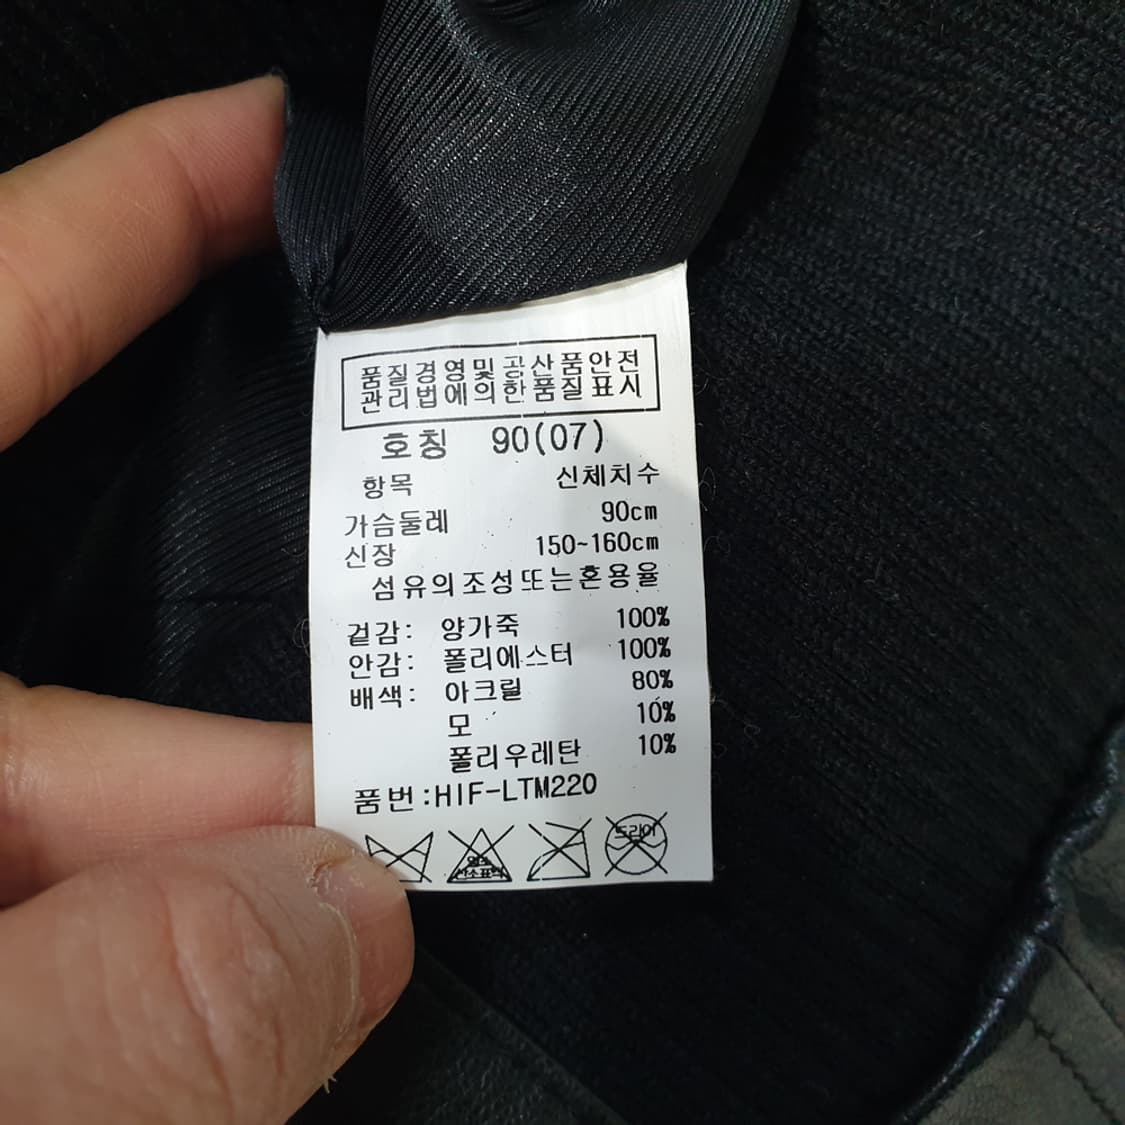 품질경영및공산품안전
관리법에의한품질표시
호칭 90(07)
항목 신체치수
가슴둘레 90cm
신장 150~160cm
섬유의조성또는혼용율
겉감: 양가죽 100%
안감: 폴리에스터 100%
배색: 아크릴 80%
모 10%
폴리우레탄 10%
품번:HIF-LTM220
드라이